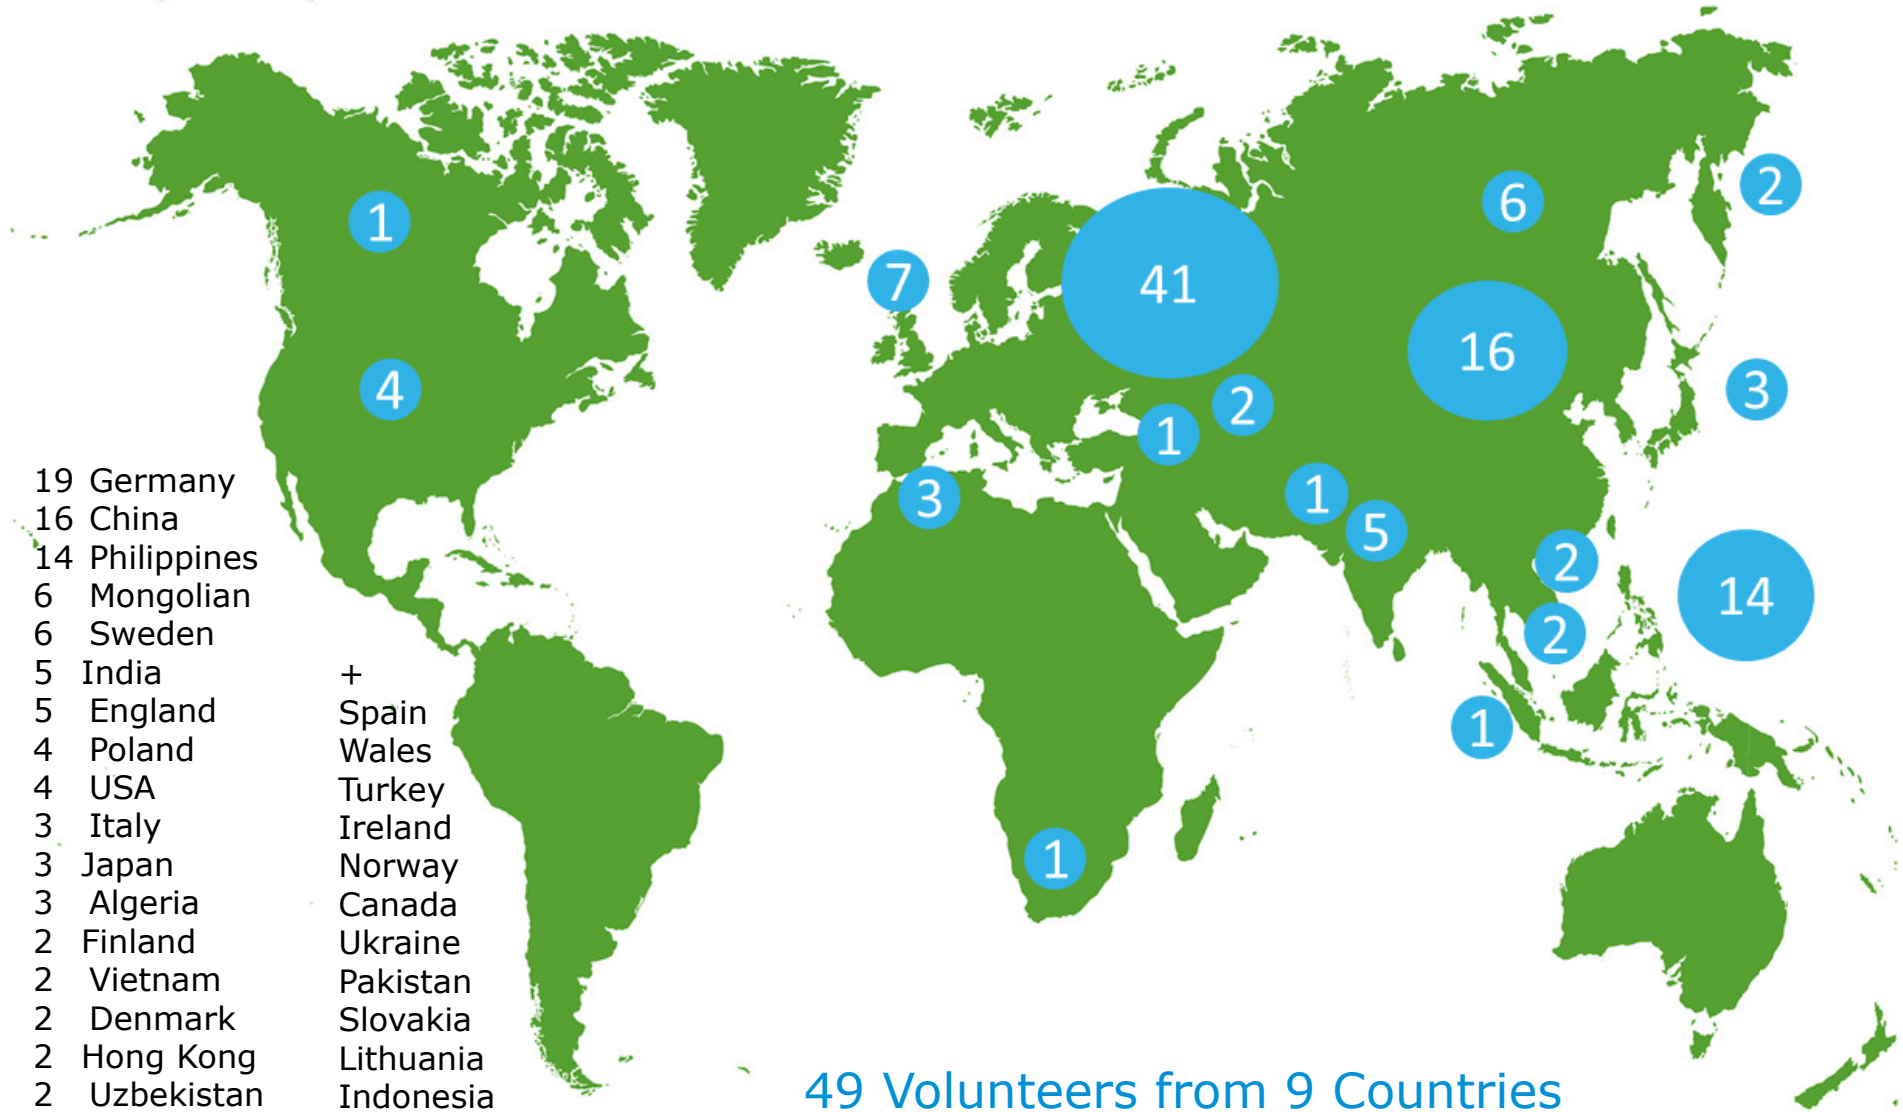 1
6
2
7
41
16
4
3
2
1
3
1
5
2
14
2
1
1
19 Germany
16 China
14 Philippines
6 Mongolian
6 Sweden
5 India
5 England
4 Poland
4 USA
3 Italy
3 Japan
3 Algeria
2 Finland
2 Vietnam
2 Denmark
2 Hong Kong
2 Uzbekistan
+
Spain
Wales
Turkey
Ireland
Norway
Canada
Ukraine
Pakistan
Slovakia
Lithuania
Indonesia
49 Volunteers from 9 Countries